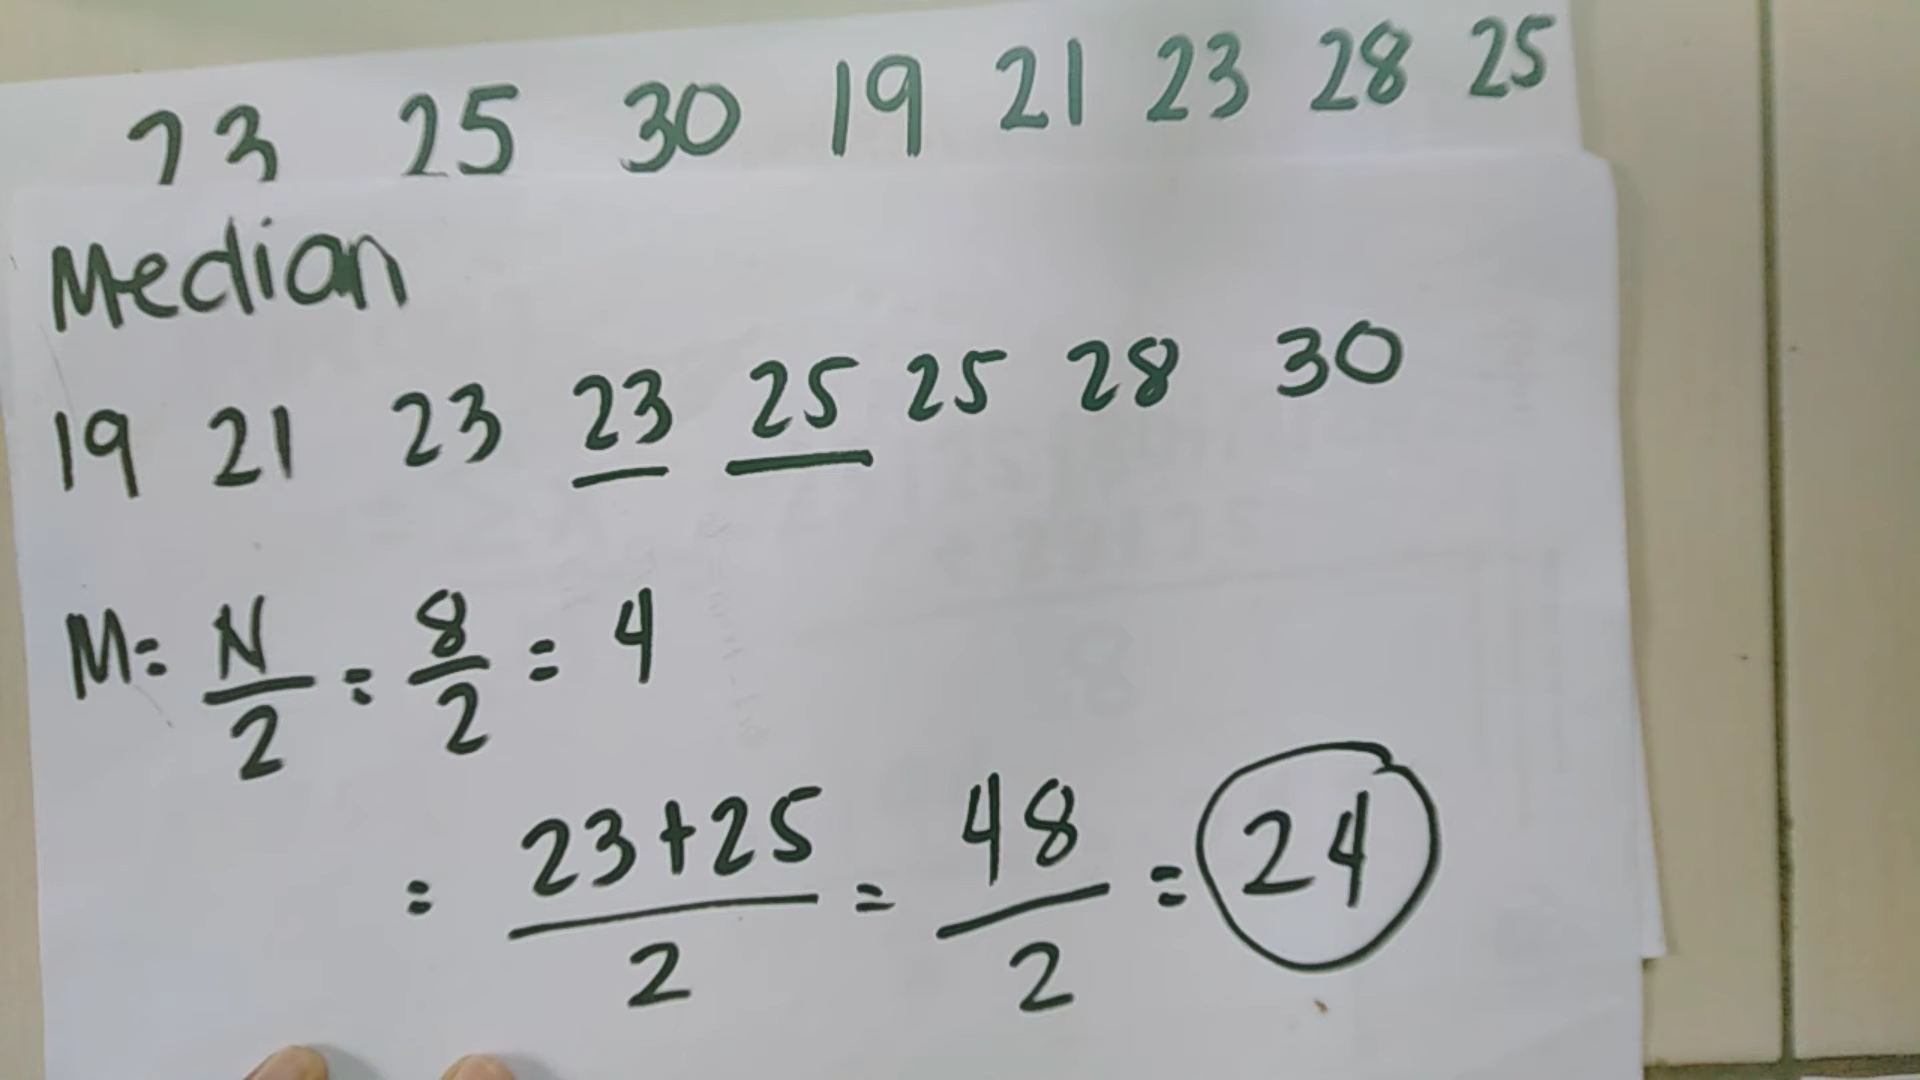 23 25 30 19 21 23 28 25
Median
19 21 23 23 25 25 28 30
M= N/2 = 8/2 = 4
= 23+25/2 = 48/2 = 24